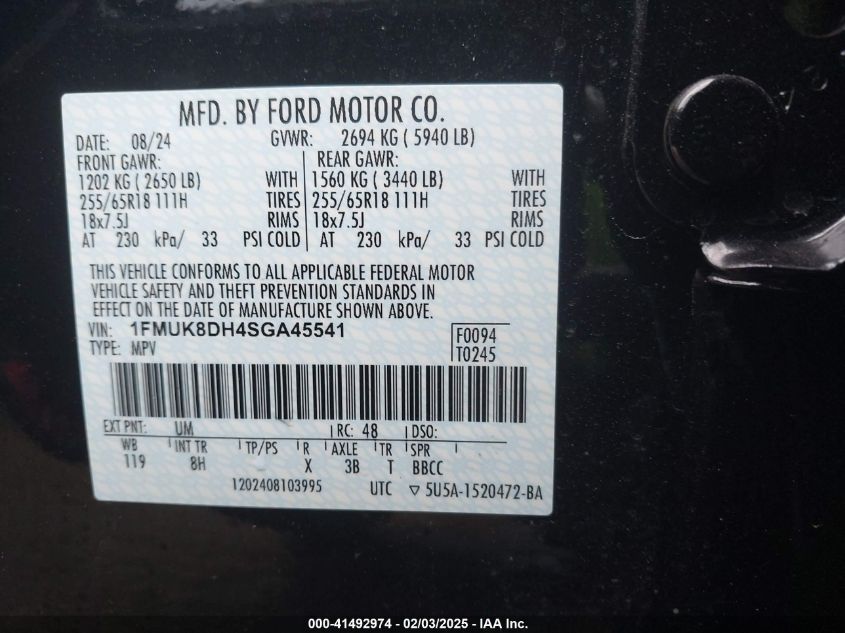 MFD. BY FORD MOTOR CO.
DATE: 08/24 GVWR: 2694 KG ( 5940 LB)
FRONT GAWR: REAR GAWR:
1202 KG ( 2650 LB) WITH 1560 KG ( 3440 LB) WITH
255/65R18 111H TIRES 255/65R18 111H TIRES
18x7.5J RIMS 18x7.5J RIMS
AT 230 kPa/ 33 PSI COLD AT 230 kPa/ 33 PSI COLD
THIS VEHICLE CONFORMS TO ALL APPLICABLE FEDERAL MOTOR
VEHICLE SAFETY AND THEFT PREVENTION STANDARDS IN
EFFECT ON THE DATE OF MANUFACTURE SHOWN ABOVE.
VIN: 1FMUK8DH4SGA45541 F0094
TYPE: MPV T0245
EXT PNT: UM RC: 48 DSO:
WB INT TR TP/PS R AXLE TR SPR
119 8H X 3B T BBCC
1202408103995 UTC ▽ 5U5A-1520472-BA
000-41492974 — 02/03/2025 - IAA Inc.